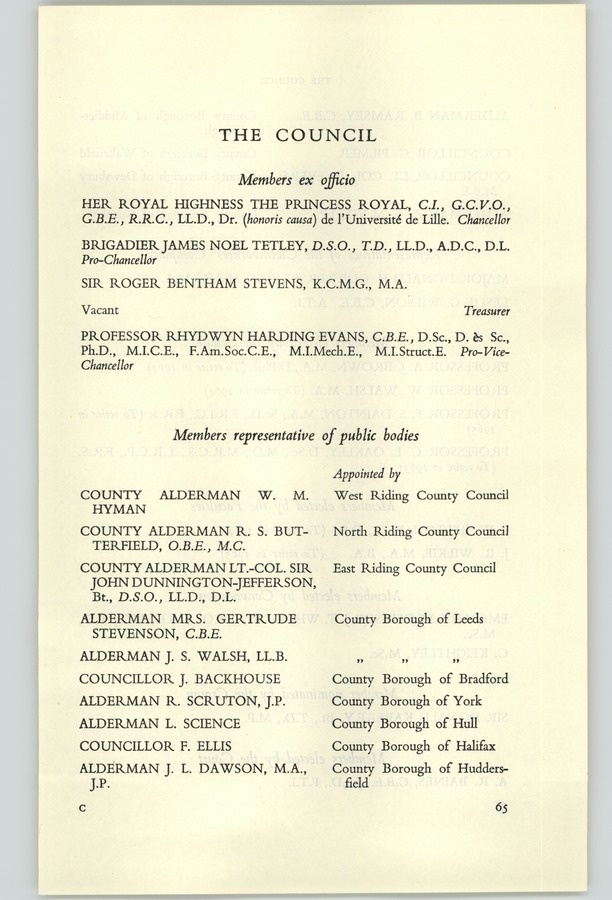 THE COUNCIL
Members ex officio
HER ROYAL HIGHNESS THE PRINCESS ROYAL, C.I., G.C.V.O.,
G.B.E., R.R.C., LL.D., Dr. (honoris causa) de l'Université de Lille. Chancellor
BRIGADIER JAMES NOEL TETLEY, D.S.O., T.D., LL.D., A.D.C., D.L.
Pro-Chancellor
SIR ROGER BENTHAM STEVENS, K.C.M.G., M.A.
Vacant Treasurer
PROFESSOR RHYDWYN HARDING EVANS, C.B.E., D.Sc., D. ès Sc.,
Ph.D., M.I.C.E., F.Am.Soc.C.E., M.I.Mech.E., M.I.Struct.E. Pro-Vice-
Chancellor
Members representative of public bodies
Appointed by
COUNTY ALDERMAN W. M. West Riding County Council
HYMAN
COUNTY ALDERMAN R. S. BUT- North Riding County Council
TERFIELD, O.B.E., M.C.
COUNTY ALDERMAN LT.-COL. SIR East Riding County Council
JOHN DUNNINGTON-JEFFERSON,
Bt., D.S.O., LL.D., D.L.
ALDERMAN MRS. GERTRUDE County Borough of Leeds
STEVENSON, C.B.E.
ALDERMAN J. S. WALSH, LL.B. „ „ „
COUNCILLOR J. BACKHOUSE County Borough of Bradford
ALDERMAN R. SCRUTON, J.P. County Borough of York
ALDERMAN L. SCIENCE County Borough of Hull
COUNCILLOR F. ELLIS County Borough of Halifax
ALDERMAN J. L. DAWSON, M.A., County Borough of Hudders-
J.P. field
C 65